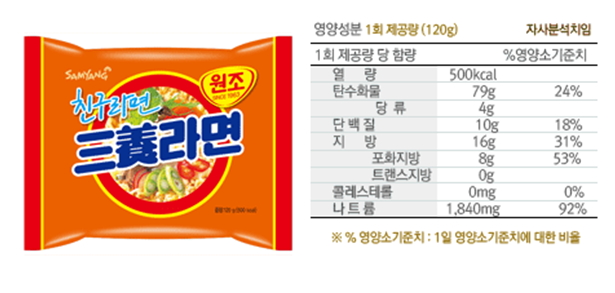 SAMYANG
원조
SINCE 1963
친구라면
三養라면
중량 120 g (500 kcal)
영양성분 1회 제공량 (120g) 자사분석치임
1회 제공량 당 함량 %영양소기준치
열 량 500kcal
탄수화물 79g 24%
당 류 4g
단백질 10g 18%
지 방 16g 31%
포화지방 8g 53%
트랜스지방 0g
콜레스테롤 0mg 0%
나트륨 1,840mg 92%
※ % 영양소기준치 : 1일 영양소기준치에 대한 비율